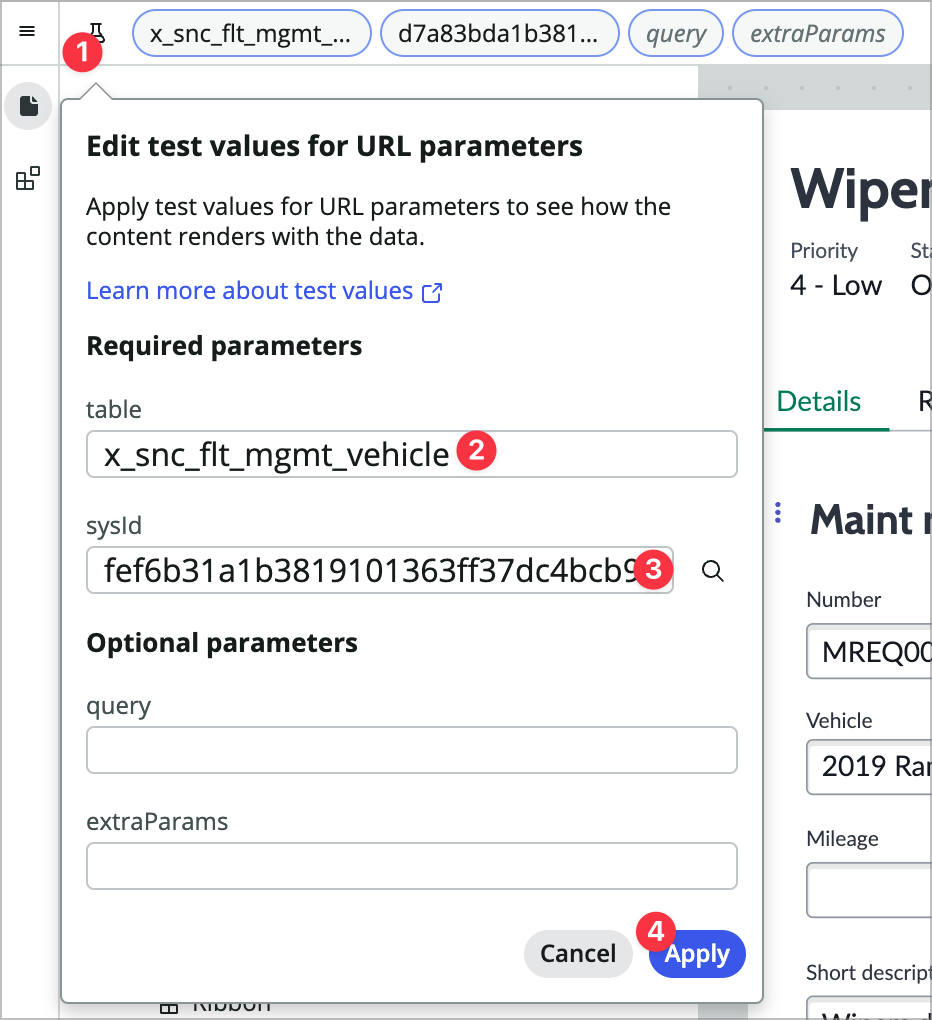 x_snc_flt_mgmt_...
d7a83bda1b381...
query
extraParams
1
Edit test values for URL parameters
Apply test values for URL parameters to see how the
content renders with the data.
Learn more about test values
Required parameters
table
x_snc_flt_mgmt_vehicle
2
sysId
fef6b31a1b3819101363ff37dc4bcb9
3
Optional parameters
query
extraParams
Cancel
4
Apply
Ribbon
Wiper
Priority
4 - Low
Details
Maint
Number
MREQ00
Vehicle
2019 Ra
Mileage
Short descript